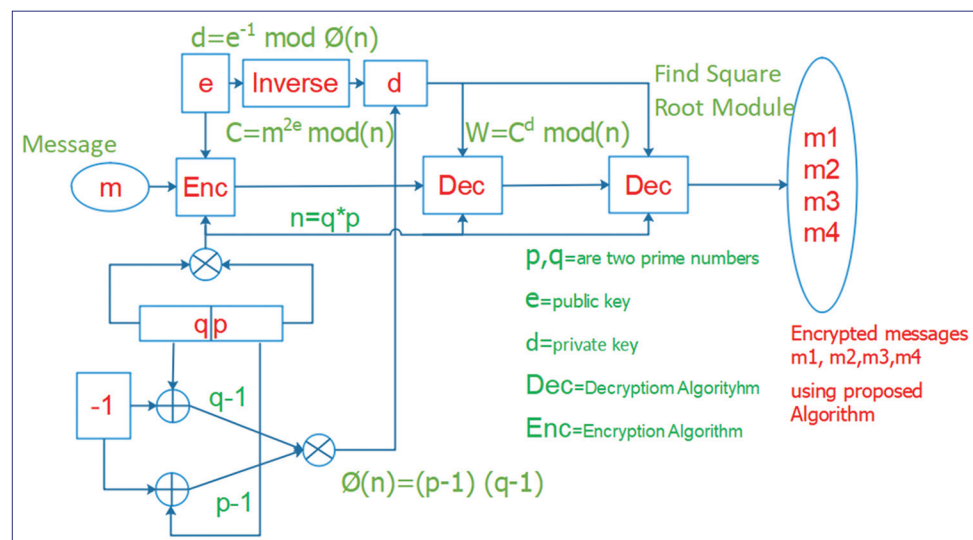 d=e⁻¹ mod Ø(n)
e
Inverse
d
Find Square
Root Module
C=m²ᵉ mod(n)
W=Cᵈ mod(n)
Message
m
Enc
Dec
Dec
m1
m2
m3
m4
n=q*p
p,q=are two prime numbers
q|p
e=public key
d=private key
Encrypted messages
m1, m2,m3,m4
using proposed
Algorithm
-1
q-1
Dec=Decryptiom Algorityhm
Enc=Encryption Algorithm
Ø(n)=(p-1) (q-1)
p-1